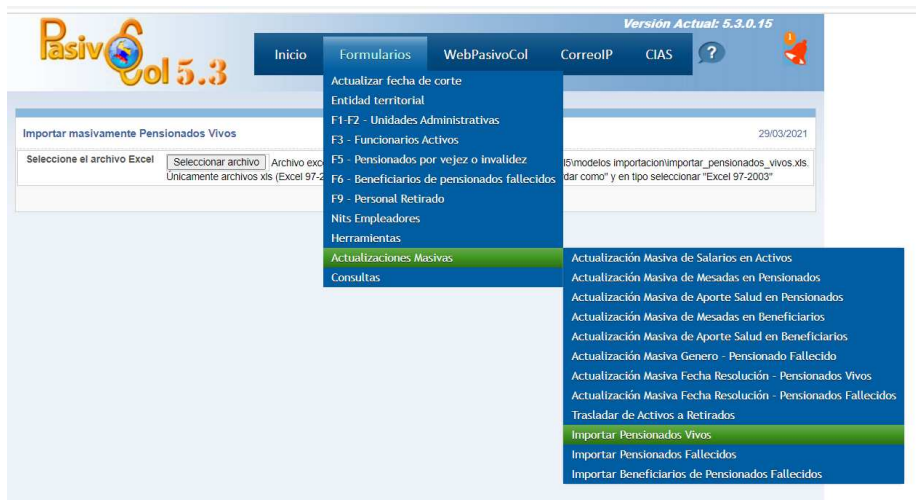 Versión Actual: 5.3.0.15
PasivoCol 5.3
Inicio Formularios WebPasivoCol CorreoIP CIAS ? 1
Actualizar fecha de corte
Entidad territorial
F1-F2 - Unidades Administrativas
Importar masivamente Pensionados Vivos 29/03/2021
F3 - Funcionarios Activos
Seleccione el archivo Excel Seleccionar archivo Archivo l5\modelos importacion\importar_pensionados_vivos.xls.
F5 - Pensionados por vejez o invalidez
Únicamente archivos xls (Excel como" y en tipo seleccionar "Excel 97-2003"
F6 - Beneficiarios de pensionados fallecidos
F9 - Personal Retirado
Nits Empleadores
Herramientas
Actualizaciones Masivas
Consultas
Actualización Masiva de Salarios en Activos
Actualización Masiva de Mesadas en Pensionados
Actualización Masiva de Aporte Salud en Pensionados
Actualización Masiva de Mesadas en Beneficiarios
Actualización Masiva de Aporte Salud en Beneficiarios
Actualización Masiva Genero - Pensionado Fallecido
Actualización Masiva Fecha Resolución - Pensionados Vivos
Actualización Masiva Fecha Resolución - Pensionados Fallecidos
Trasladar de Activos a Retirados
Importar Pensionados Vivos
Importar Pensionados Fallecidos
Importar Beneficiarios de Pensionados Fallecidos